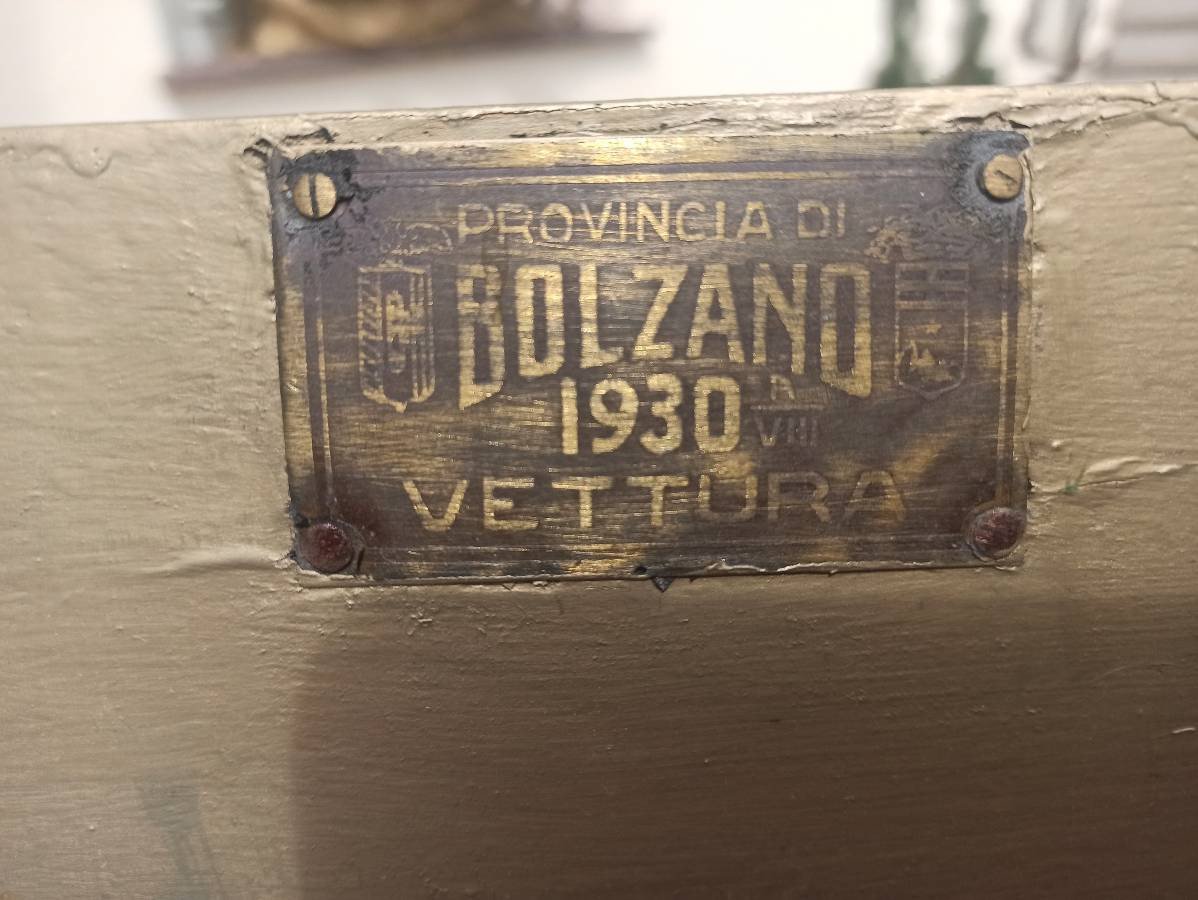 PROVINCIA DI
BOLZANO
1930 A
VIII
VETTURA